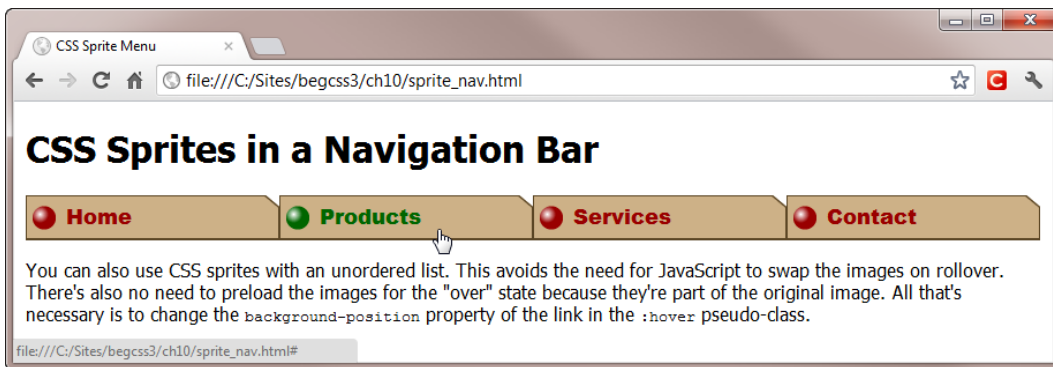 CSS Sprite Menu
file:///C:/Sites/begcss3/ch10/sprite_nav.html
CSS Sprites in a Navigation Bar
Home Products Services Contact
You can also use CSS sprites with an unordered list. This avoids the need for JavaScript to swap the images on rollover.
There's also no need to preload the images for the "over" state because they're part of the original image. All that's
necessary is to change the background-position property of the link in the :hover pseudo-class.
file:///C:/Sites/begcss3/ch10/sprite_nav.html#